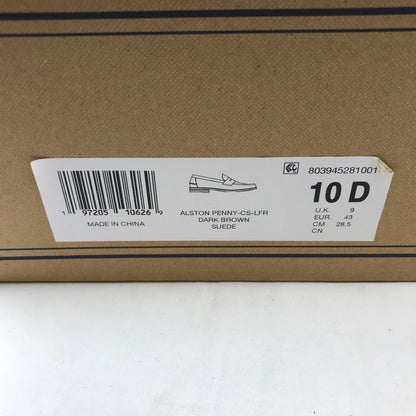 803945281001
10 D
U.K. 9
EUR. 43
CM 28.5
CN
1 97205 10626 9
MADE IN CHINA
ALSTON PENNY-CS-LFR
DARK BROWN
SUEDE